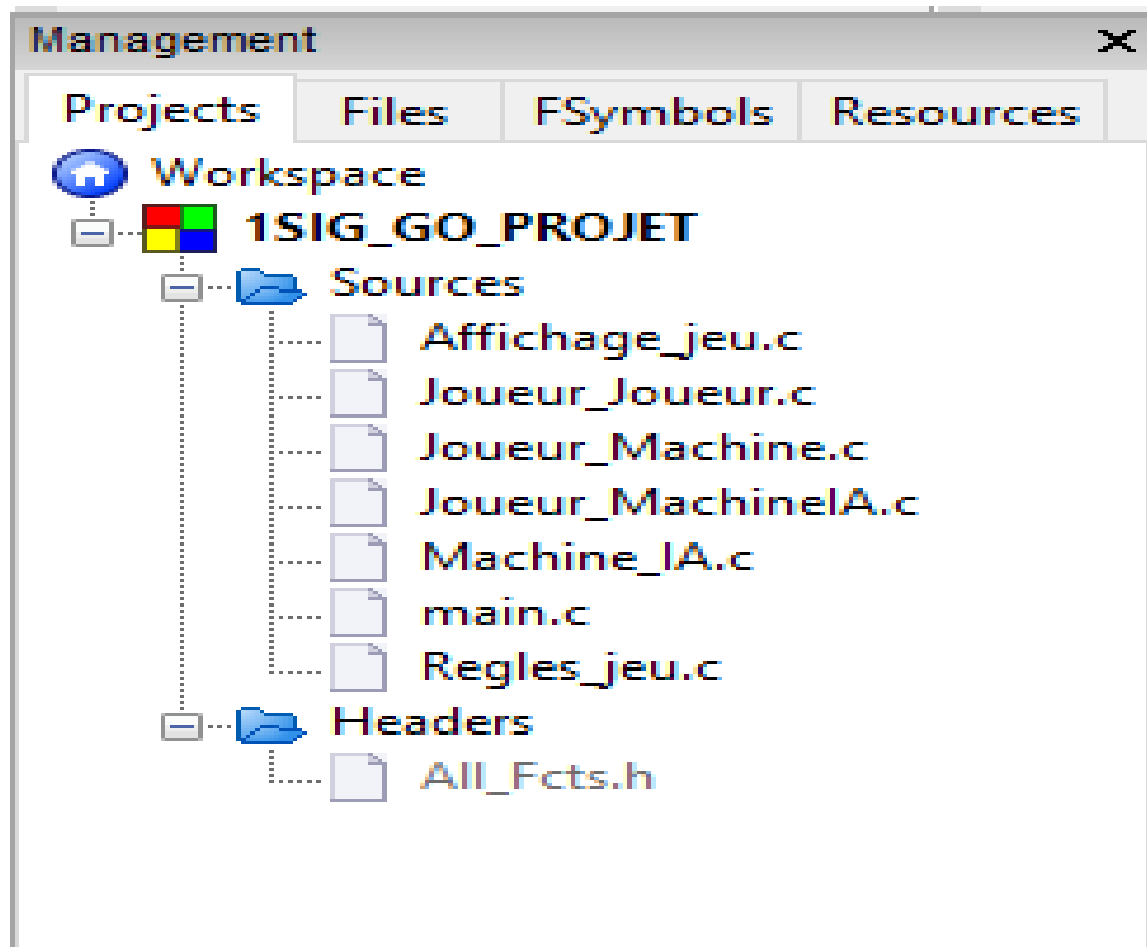 Management
Projects Files FSymbols Resources
Workspace
1SIG_GO_PROJET
Sources
Affichage_jeu.c
Joueur_Joueur.c
Joueur_Machine.c
Joueur_MachineIA.c
Machine_IA.c
main.c
Regles_jeu.c
Headers
All_Fcts.h